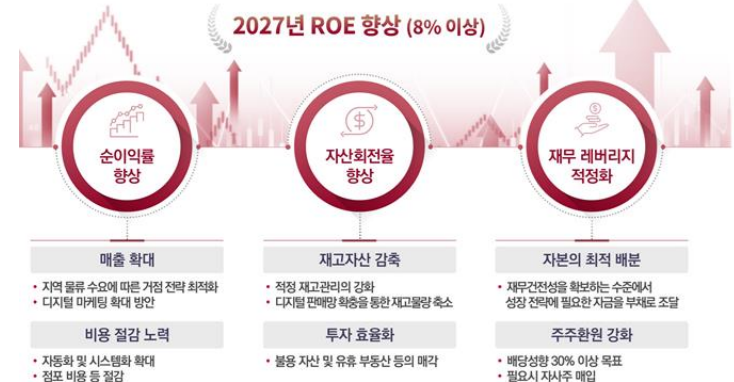 2027년 ROE 향상 (8% 이상)
순이익률
향상
자산회전율
향상
재무 레버리지
적정화
매출 확대
• 지역 물류 수요에 따른 거점 전략 최적화
• 디지털 마케팅 확대 방안
비용 절감 노력
• 자동화 및 시스템화 확대
• 점포 비용 등 절감
재고자산 감축
• 적정 재고관리의 강화
• 디지털 판매망 확충을 통한 재고물량 축소
투자 효율화
• 불용 자산 및 유휴 부동산 등의 매각
자본의 최적 배분
• 재무건전성을 확보하는 수준에서
성장 전략에 필요한 자금을 부채로 조달
주주환원 강화
• 배당성향 30% 이상 목표
• 필요시 자사주 매입